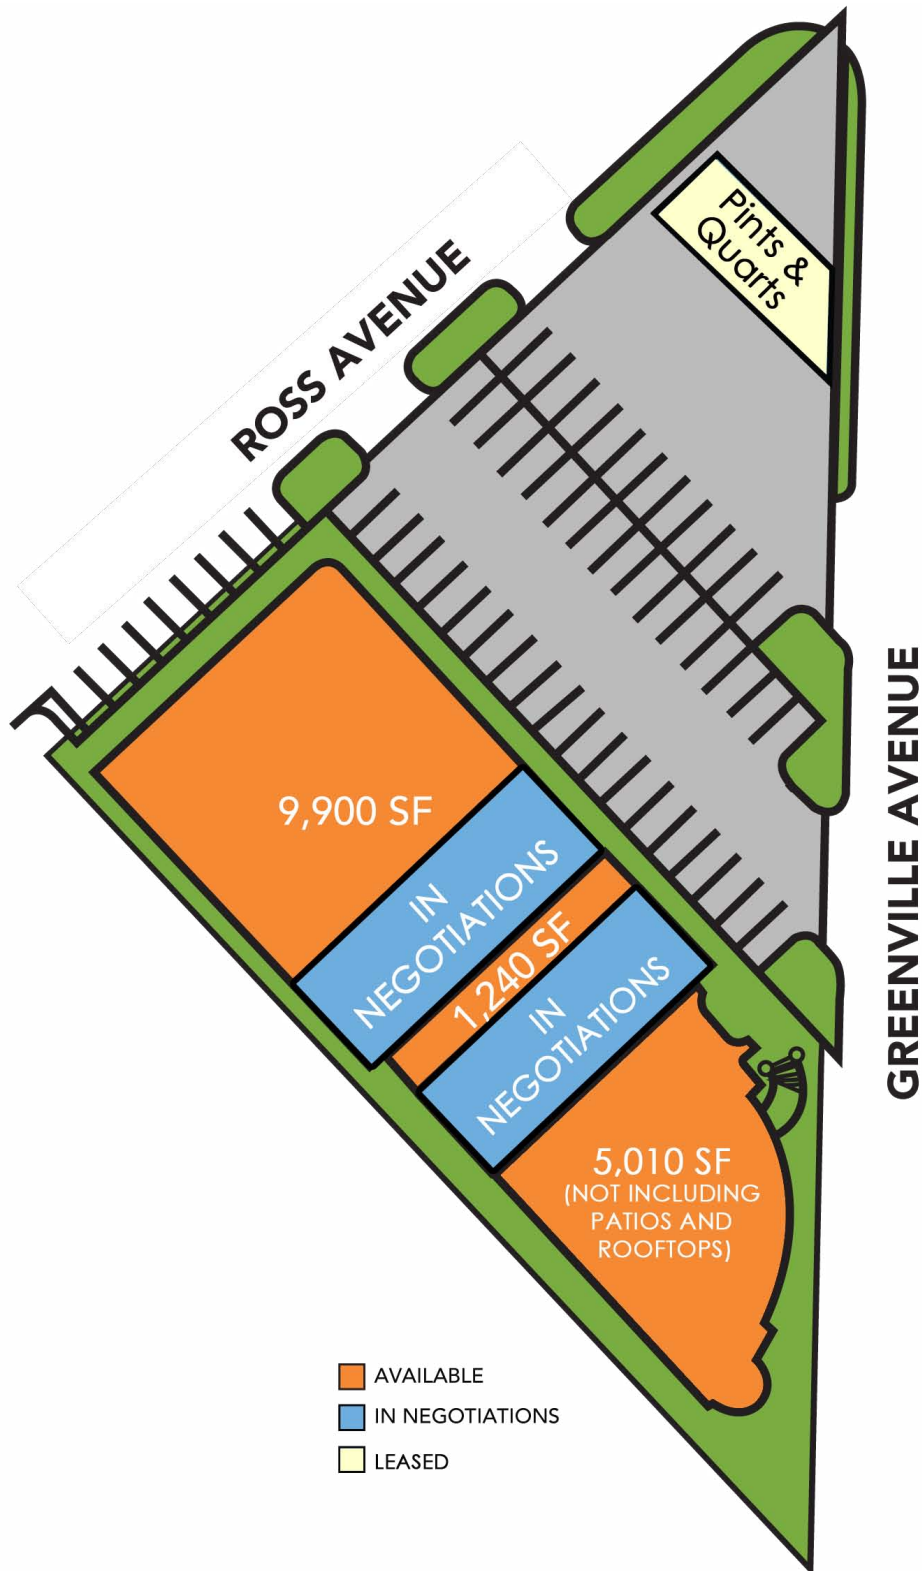 Pints &
Quarts
ROSS AVENUE
GREENVILLE AVENUE
9,900 SF
IN
NEGOTIATIONS
1,240 SF
IN
NEGOTIATIONS
5,010 SF
(NOT INCLUDING
PATIOS AND
ROOFTOPS)
AVAILABLE
IN NEGOTIATIONS
LEASED